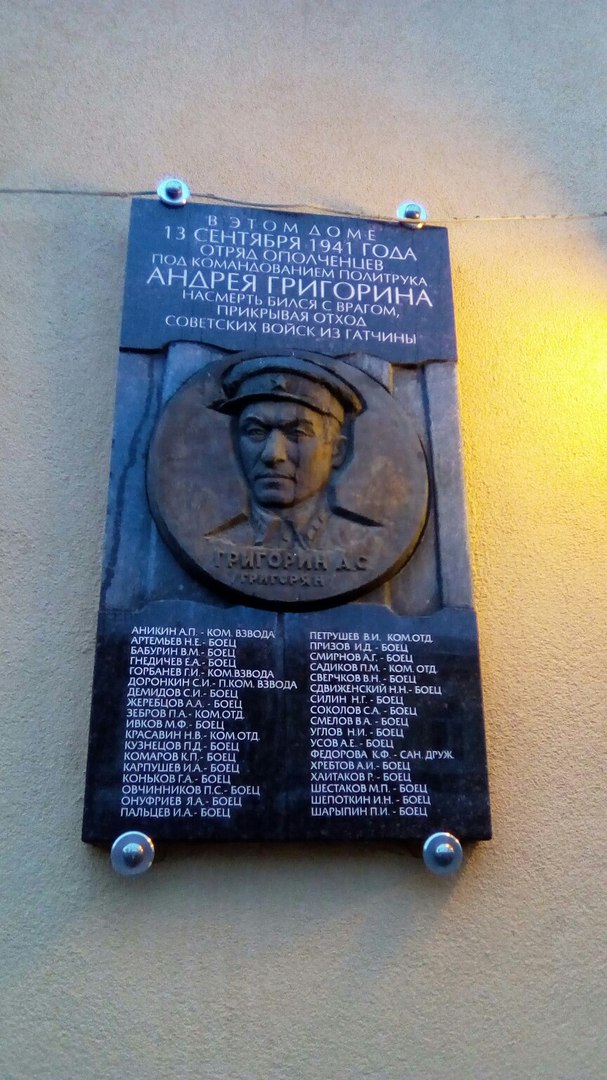 В ЭТОМ ДОМЕ
13 СЕНТЯБРЯ 1941 ГОДА
ОТРЯД ОПОЛЧЕНЦЕВ
ПОД КОМАНДОВАНИЕМ ПОЛИТРУКА
АНДРЕЯ ГРИГОРИНА
НАСМЕРТЬ БИЛСЯ С ВРАГОМ,
ПРИКРЫВАЯ ОТХОД
СОВЕТСКИХ ВОЙСК ИЗ ГАТЧИНЫ
ГРИГОРИН А.С
ГРИГОРЯН
АНИКИН А.П. - КОМ. ВЗВОДА
АРТЕМЬЕВ Н.Е. - БОЕЦ
БАБУРИН В.М. - БОЕЦ
ГНЕДИЧЕВ Е.А. - БОЕЦ
ГОРБАНЕВ Г.И. - КОМ. ВЗВОДА
ДОРОНКИН С.И. - П.КОМ. ВЗВОДА
ДЕМИДОВ С.И. - БОЕЦ
ЖЕРЕБЦОВ А.А. - БОЕЦ
ЗЕБРОВ П.А. - КОМ.ОТД.
ИВКОВ М.Ф. - БОЕЦ
КРАСАВИН Н.В. - КОМ.ОТД.
КУЗНЕЦОВ П.Д. - БОЕЦ
КОМАРОВ К.П. - БОЕЦ
КАРПУШЕВ И.А. - БОЕЦ
КОНЬКОВ Г.А. - БОЕЦ
ОВЧИННИКОВ П.С. - БОЕЦ
ОНУФРИЕВ Я.А. - БОЕЦ
ПАЛЬЦЕВ И.А. - БОЕЦ
ПЕТРУШЕВ В.И. КОМ.ОТД.
ПРИЗОВ И.Д. - БОЕЦ
СМИРНОВ А.Г. - БОЕЦ
САДИКОВ П.М. - КОМ. ОТД.
СВЕРЧКОВ В.Н. - БОЕЦ
СДВИЖЕНСКИЙ Н.Н. - БОЕЦ
СИЛИН Н.Г. - БОЕЦ
СОКОЛОВ С.А. - БОЕЦ
СМЕЛОВ В.А. - БОЕЦ
УГЛОВ Н.И. - БОЕЦ
УСОВ А.Е. - БОЕЦ
ФЕДОРОВА К.Ф. - САН. ДРУЖ.
ХРЕБТОВ А.И. - БОЕЦ
ХАИТАКОВ Р. - БОЕЦ
ШЕСТАКОВ М.П. - БОЕЦ
ШЕПОТКИН И.Н. - БОЕЦ
ШАРЫПИН П.И. - БОЕЦ